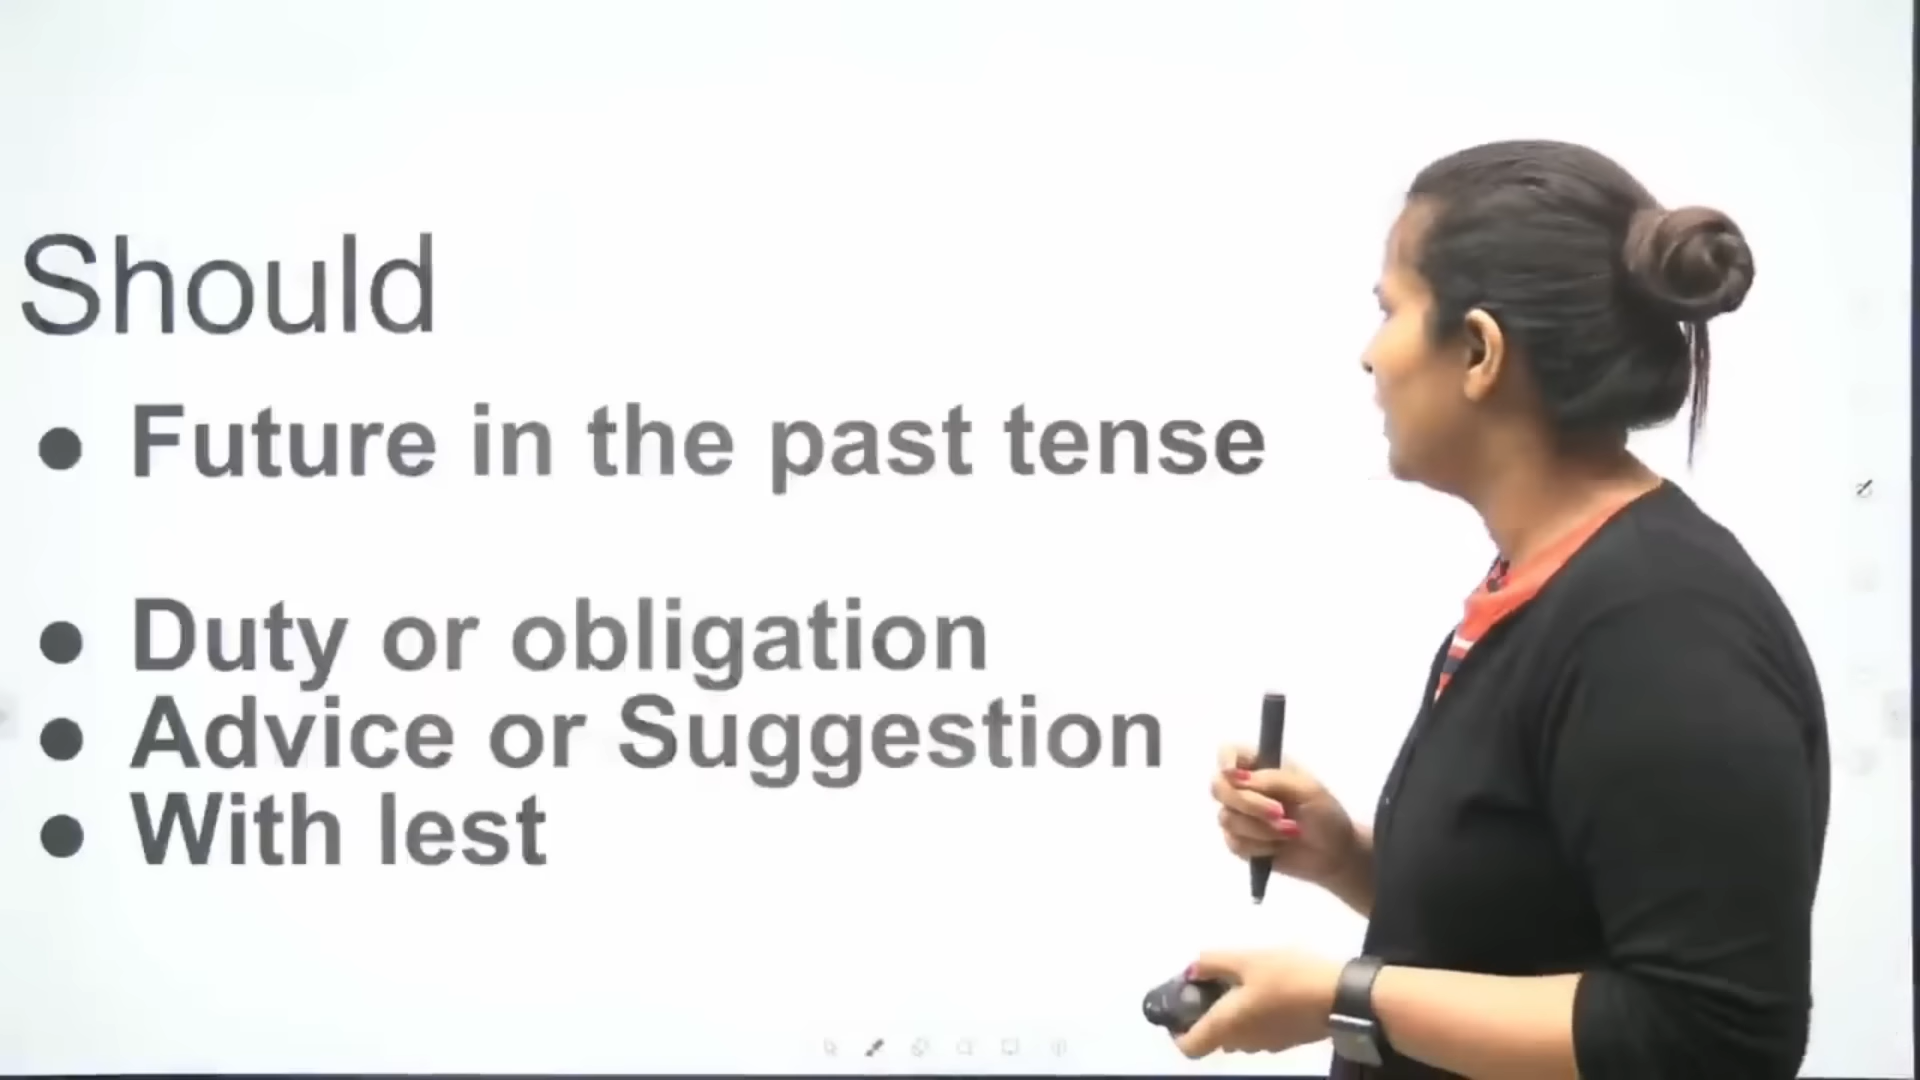 Should
• Future in the past tense
• Duty or obligation
• Advice or Suggestion
• With lest